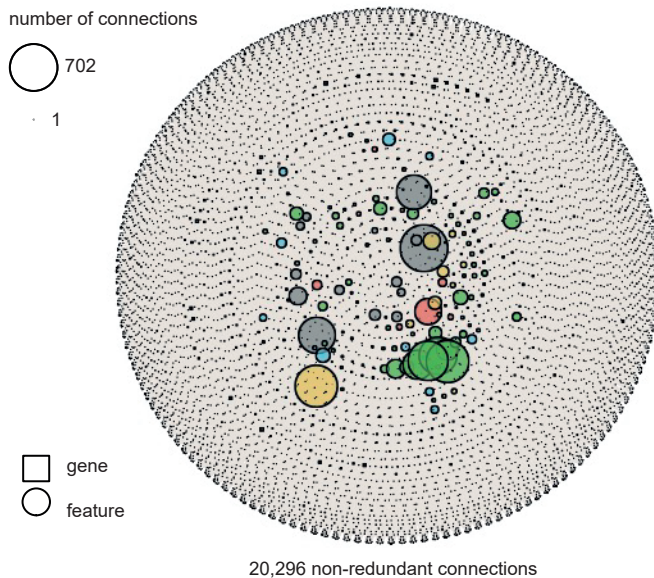 number of connections
702
1
gene
feature
20,296 non-redundant connections